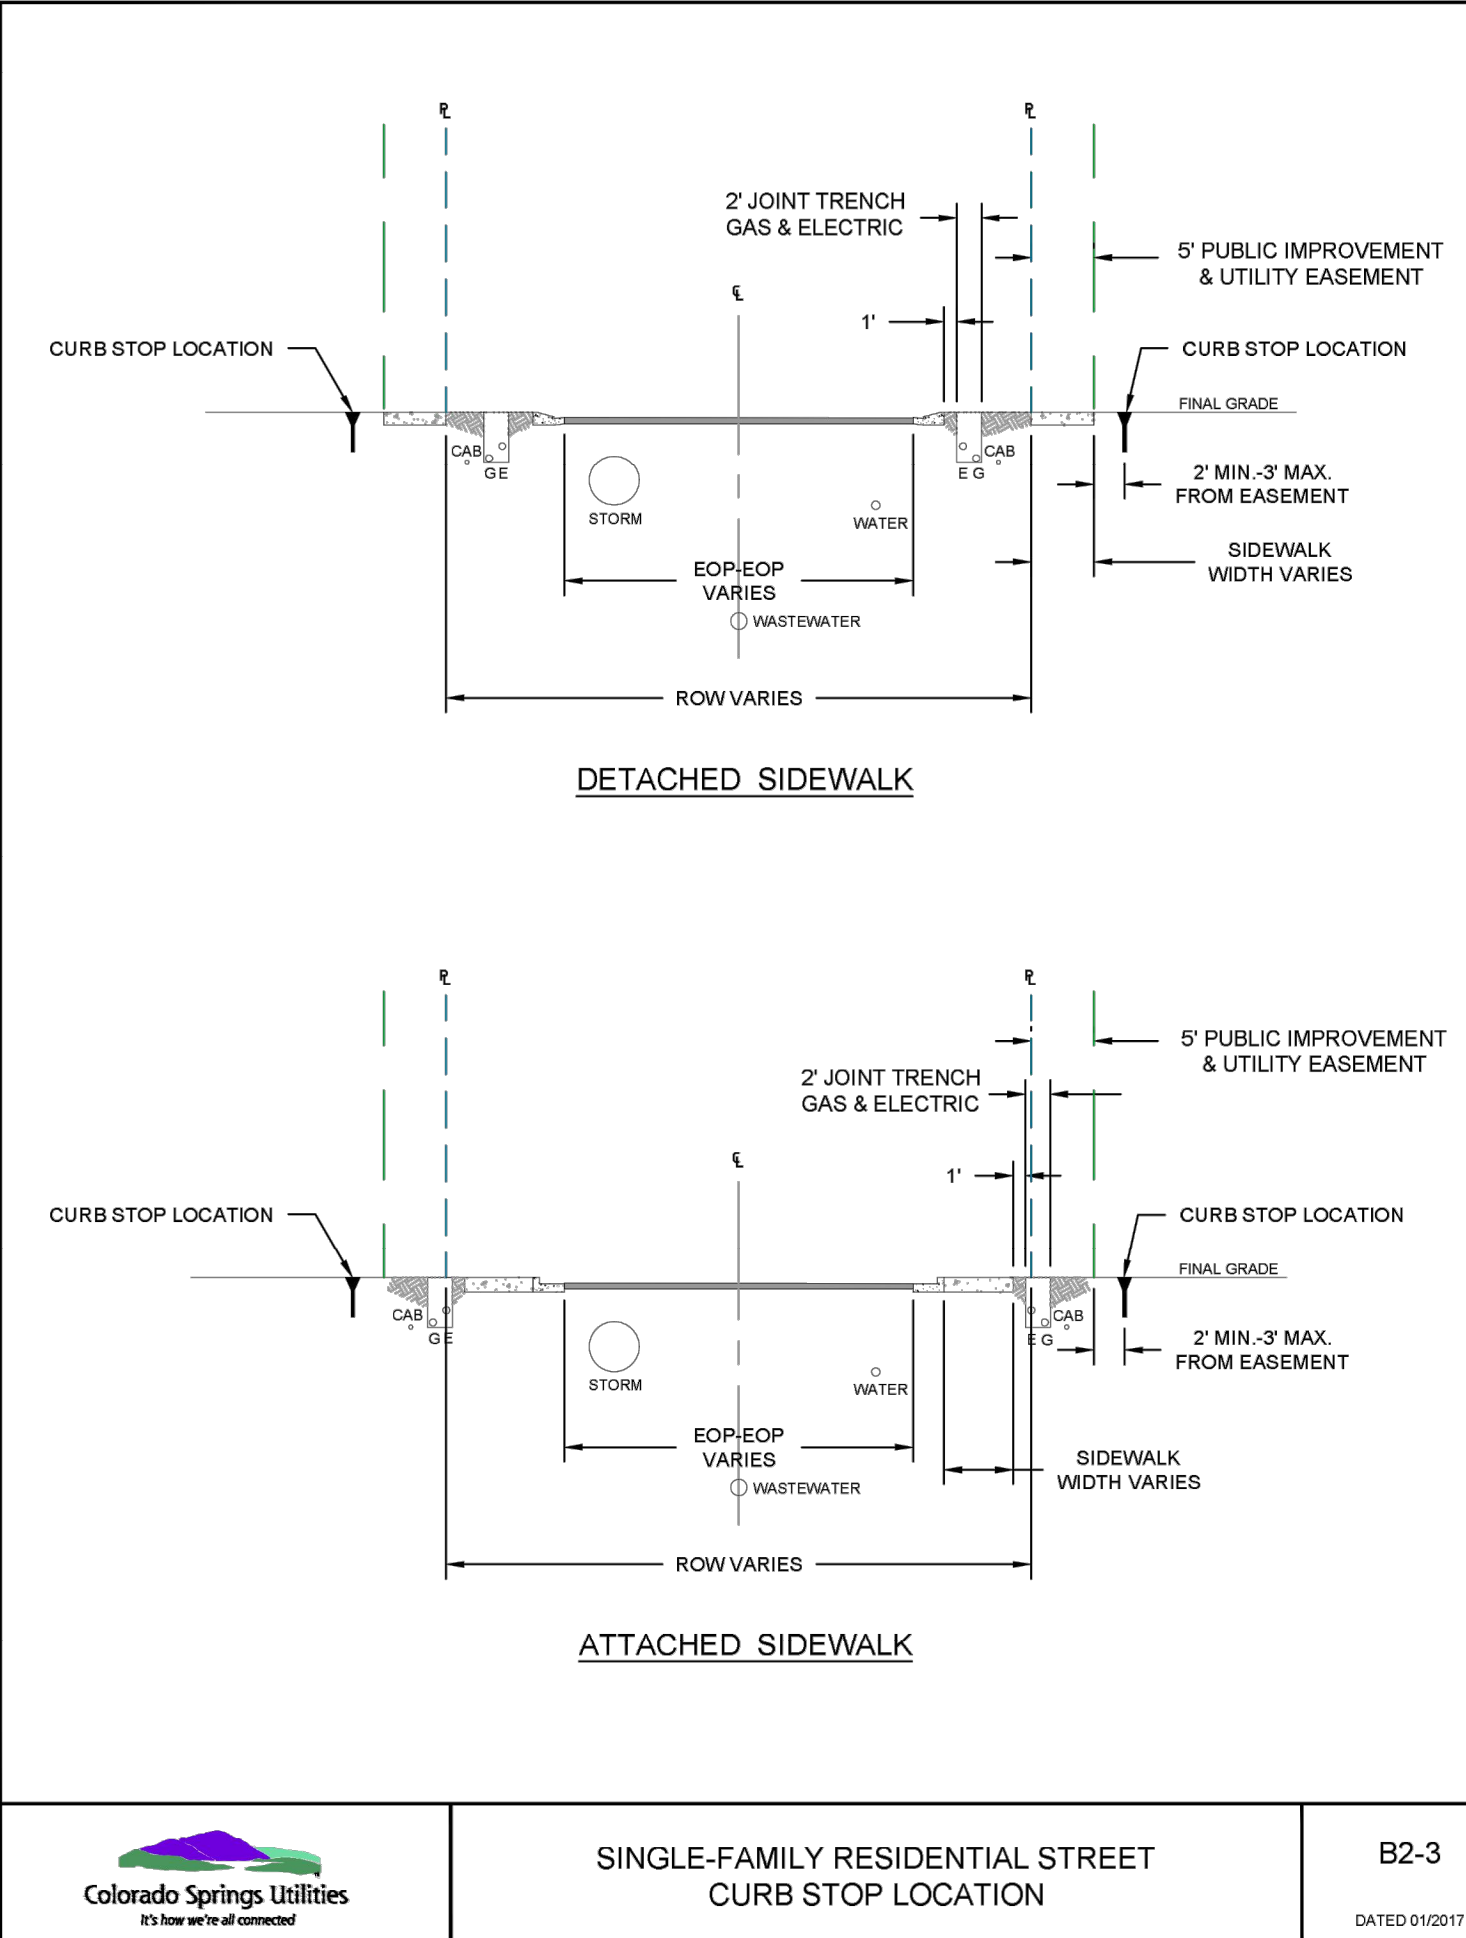 PL
PL
2' JOINT TRENCH
GAS & ELECTRIC
5' PUBLIC IMPROVEMENT
& UTILITY EASEMENT
CL
1'
CURB STOP LOCATION
CURB STOP LOCATION
FINAL GRADE
CAB
G E
E G
CAB
STORM
WATER
2' MIN.-3' MAX.
FROM EASEMENT
EOP-EOP
VARIES
SIDEWALK
WIDTH VARIES
WASTEWATER
ROW VARIES
DETACHED SIDEWALK
PL
PL
5' PUBLIC IMPROVEMENT
& UTILITY EASEMENT
2' JOINT TRENCH
GAS & ELECTRIC
CL
1'
CURB STOP LOCATION
CURB STOP LOCATION
FINAL GRADE
CAB
G E
E G
CAB
STORM
WATER
2' MIN.-3' MAX.
FROM EASEMENT
EOP-EOP
VARIES
SIDEWALK
WIDTH VARIES
WASTEWATER
ROW VARIES
ATTACHED SIDEWALK
Colorado Springs Utilities
It's how we're all connected
SINGLE-FAMILY RESIDENTIAL STREET
CURB STOP LOCATION
B2-3
DATED 01/2017